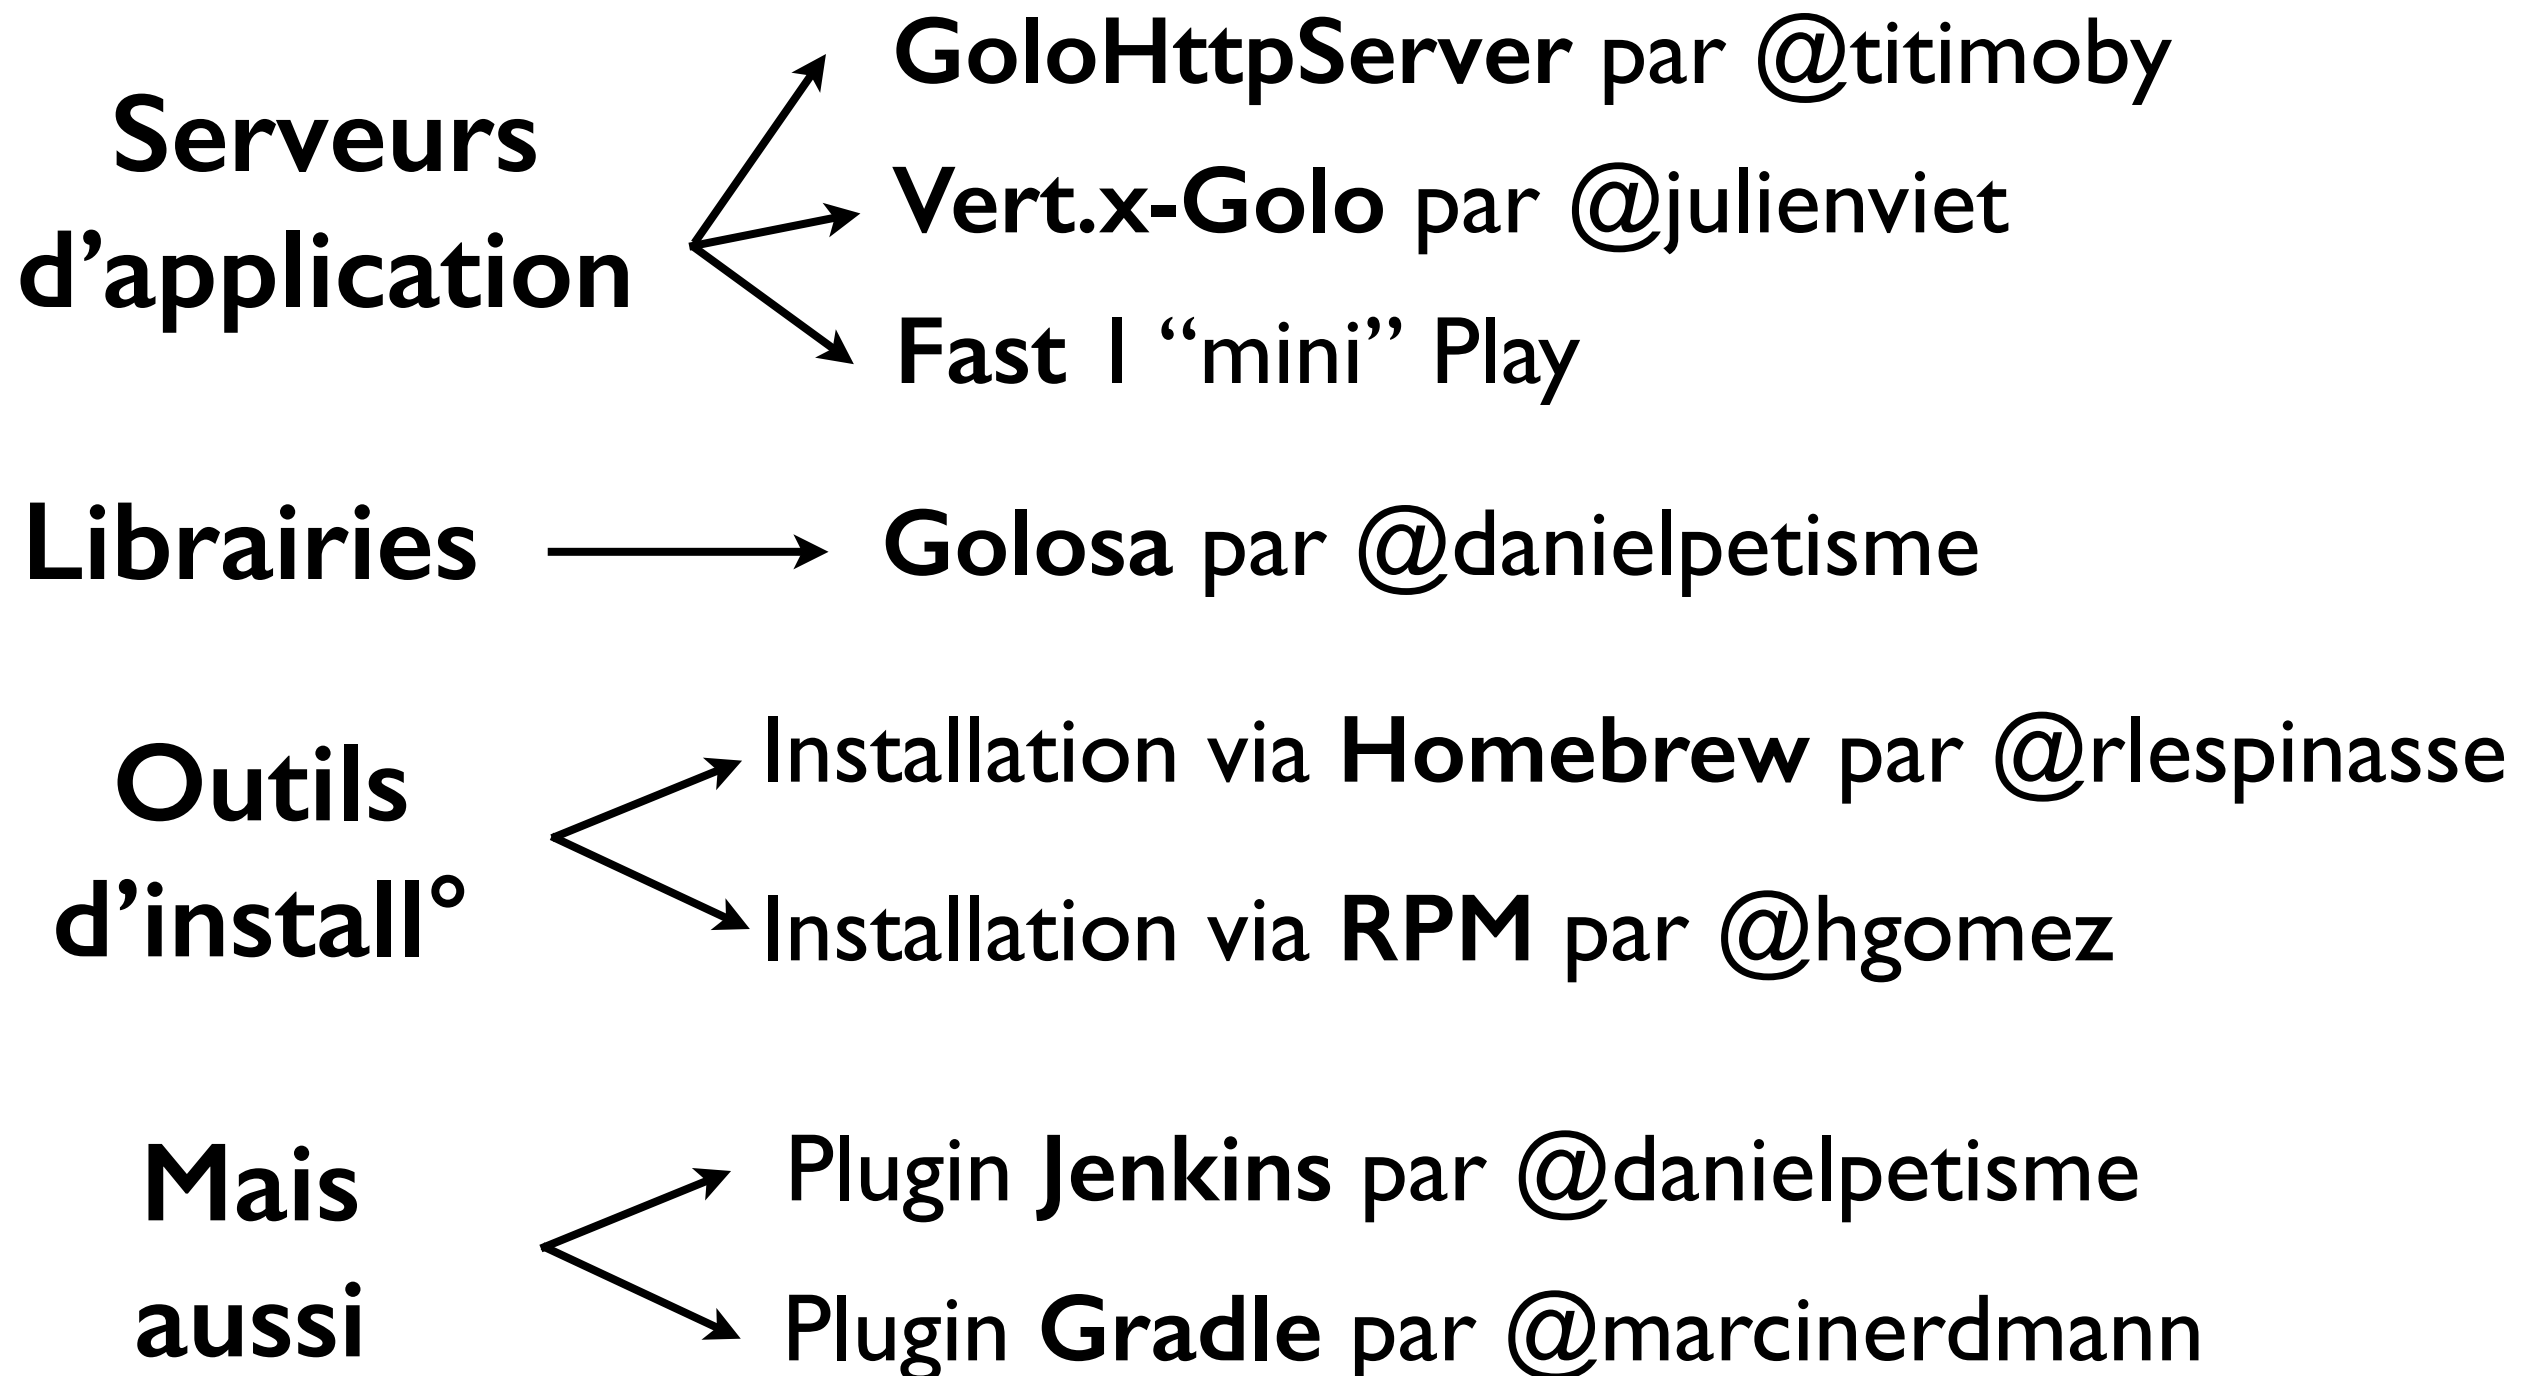 Serveurs
d’application
GoloHttpServer par @titimoby
Vert.x-Golo par @julienviet
Fast 1 “mini” Play
Librairies
Golosa par @danielpetisme
Outils
d’install°
Installation via Homebrew par @rlespinasse
Installation via RPM par @hgomez
Mais
aussi
Plugin Jenkins par @danielpetisme
Plugin Gradle par @marcinerdmann